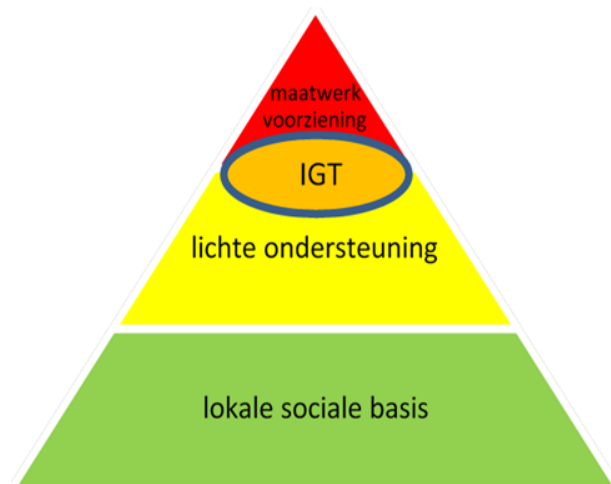 maatwerk
voorziening
IGT
lichte ondersteuning
lokale sociale basis